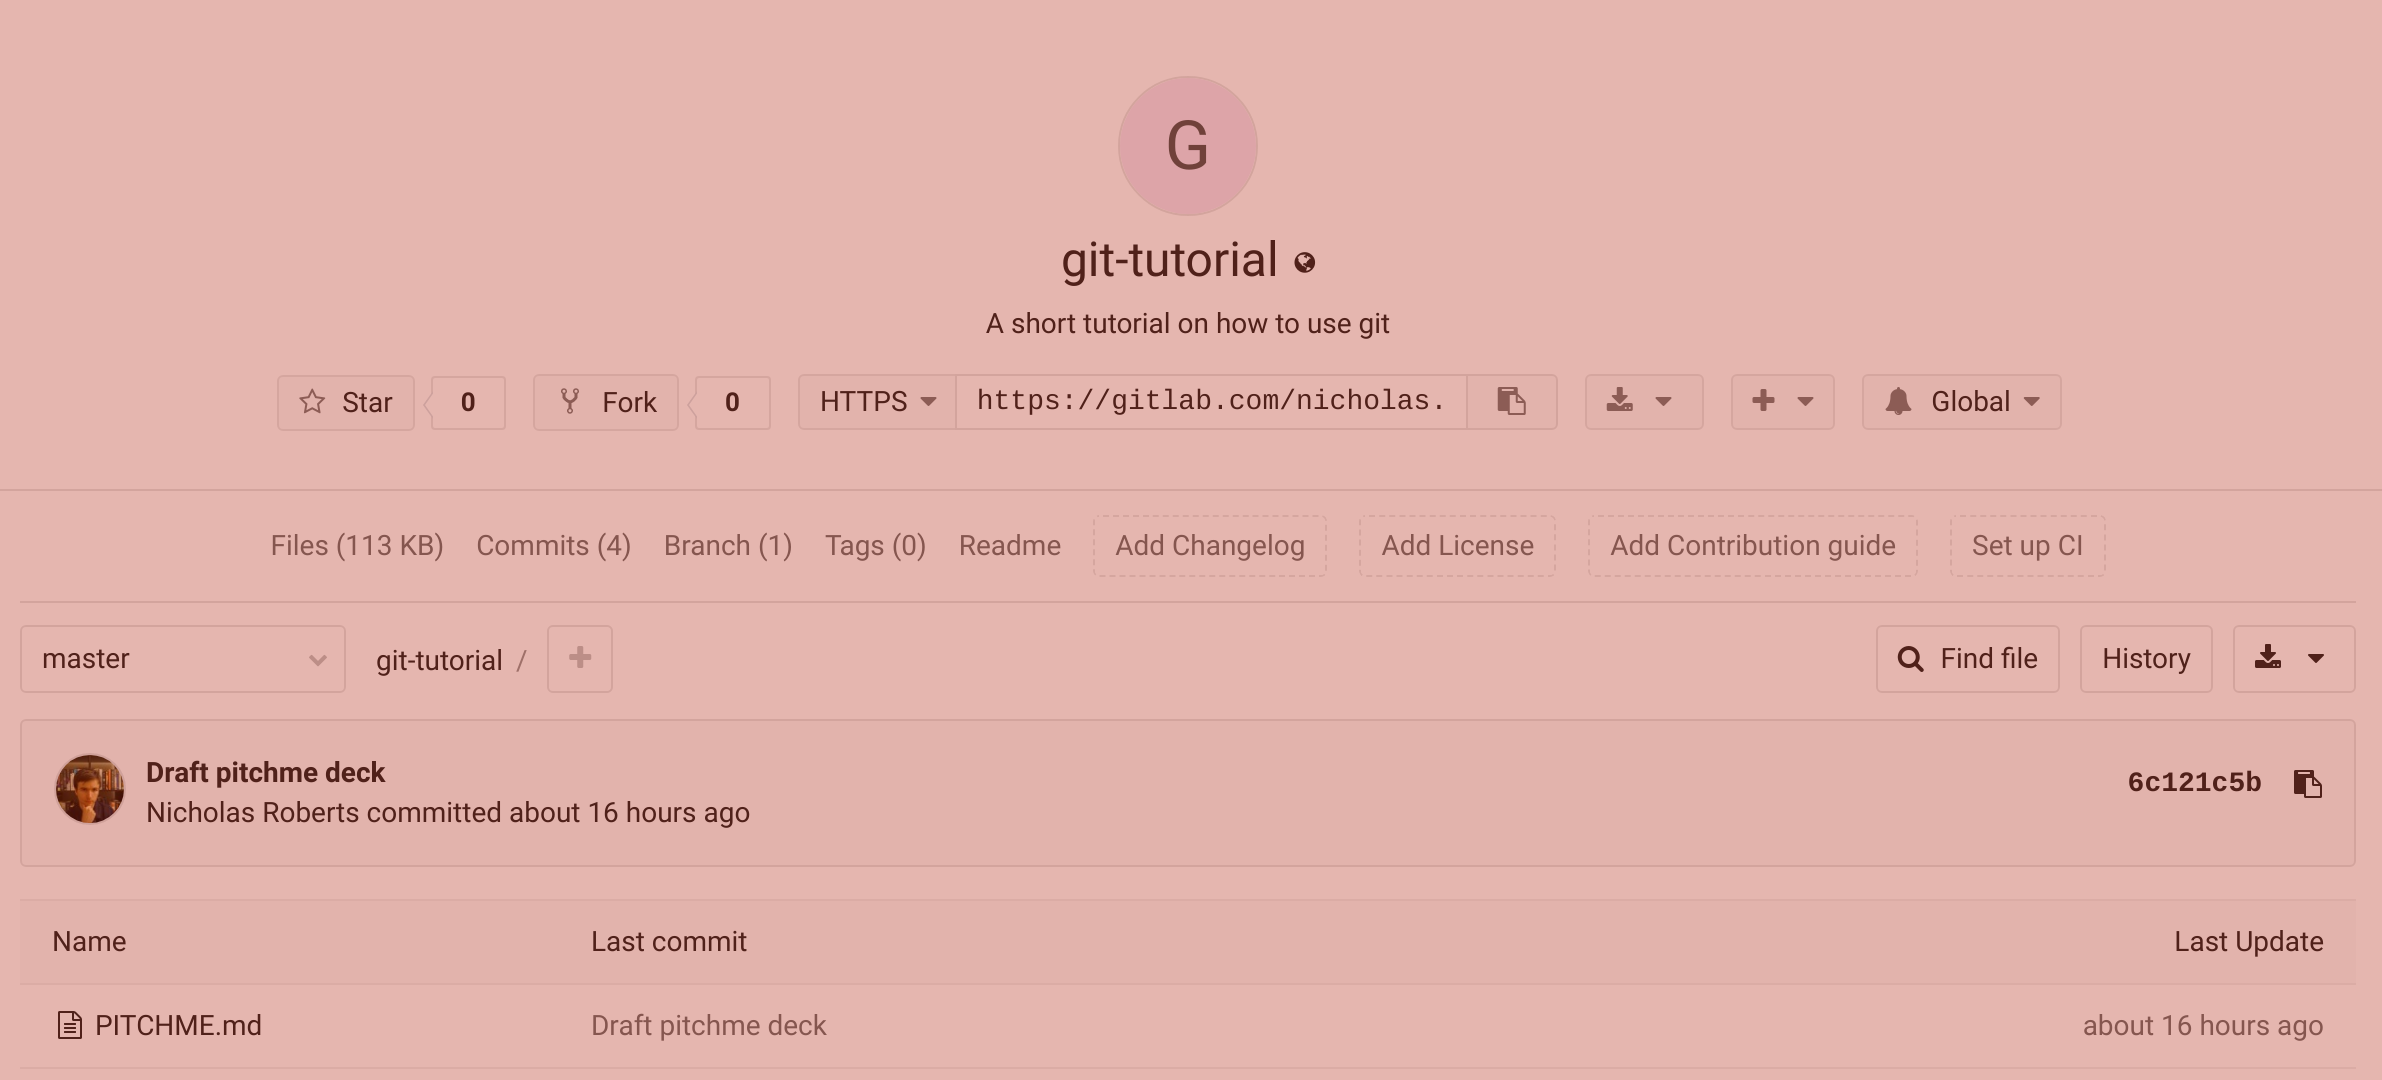 G
git-tutorial
A short tutorial on how to use git
Star 0 Fork 0 HTTPS https://gitlab.com/nicholas. Global
Files (113 KB) Commits (4) Branch (1) Tags (0) Readme Add Changelog Add License Add Contribution guide Set up CI
master git-tutorial / Find file History
Draft pitchme deck
Nicholas Roberts committed about 16 hours ago
6c121c5b
Name Last commit Last Update
PITCHME.md Draft pitchme deck about 16 hours ago